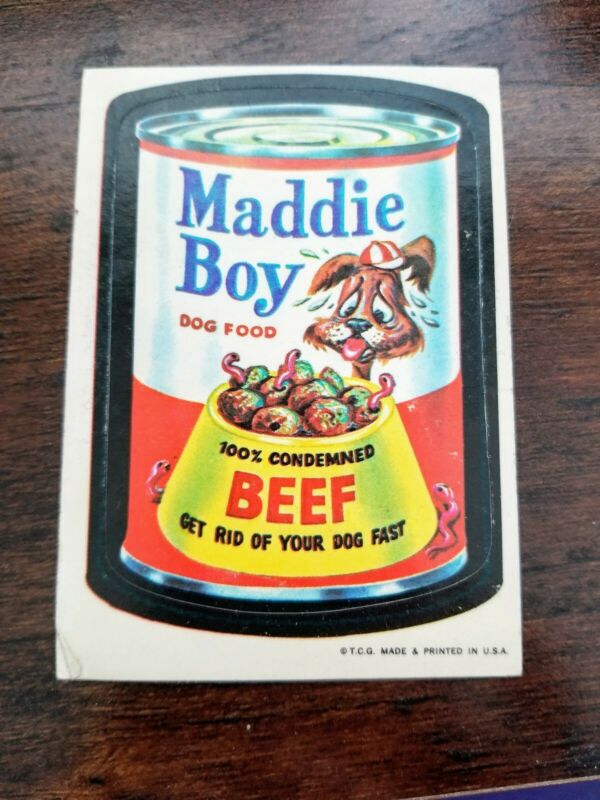 Maddie
Boy
DOG FOOD
100% CONDEMNED
BEEF
GET RID OF YOUR DOG FAST
© T.C.G. MADE & PRINTED IN U.S.A.